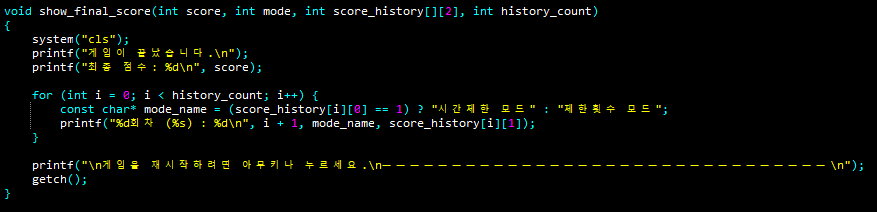 void show_final_score(int score, int mode, int score_history[][2], int history_count)
{
    system("cls");
    printf("게임이 끝났습니다.\n");
    printf("최종 점수: %d\n", score);

    for (int i = 0; i < history_count; i++) {
        const char* mode_name = (score_history[i][0] == 1) ? "시간제한 모드" : "제한횟수 모드";
        printf("%d회차 (%s) : %d\n", i + 1, mode_name, score_history[i][1]);
    }

    printf("\n게임을 재시작하려면 아무키나 누르세요.\n────────────────────────────────\n");
    getch();
}